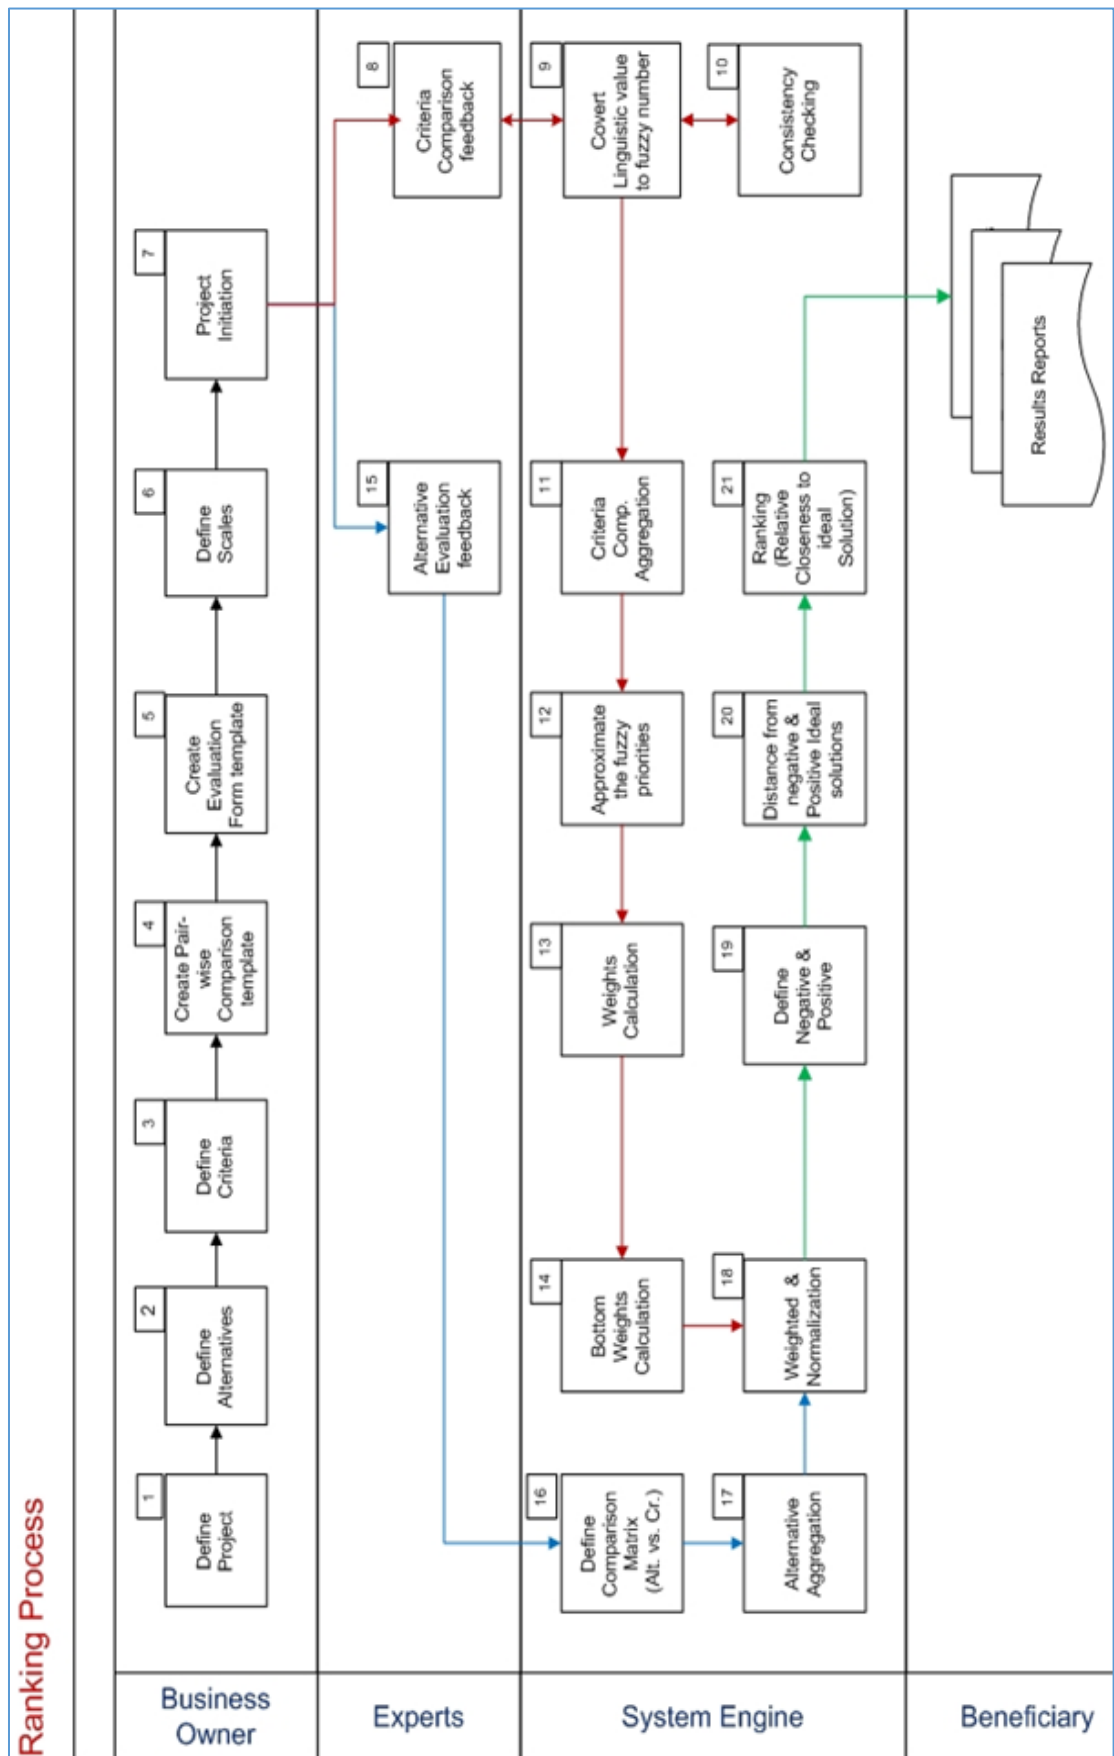 Ranking Process
Business
Owner
1
Define
Project
2
Define
Alternatives
3
Define
Criteria
4
Create Pair-
wise
Comparison
template
5
Create
Evaluation
Form template
6
Define
Scales
7
Project
Initiation
Experts
15
Alternative
Evaluation
feedback
8
Criteria
Comparison
feedback
System Engine
16
Define
Comparison
Matrix
(Alt. vs. Cr.)
14
Bottom
Weights
Calculation
13
Weights
Calculation
12
Approximate
the fuzzy
priorities
11
Criteria
Comp.
Aggregation
9
Covert
Linguistic value
to fuzzy number
17
Alternative
Aggregation
18
Weighted &
Normalization
19
Define
Negative &
Positive
20
Distance from
negative &
Positive Ideal
solutions
21
Ranking
(Relative
Closeness to
ideal
Solution)
10
Consistency
Checking
Beneficiary
Results Reports